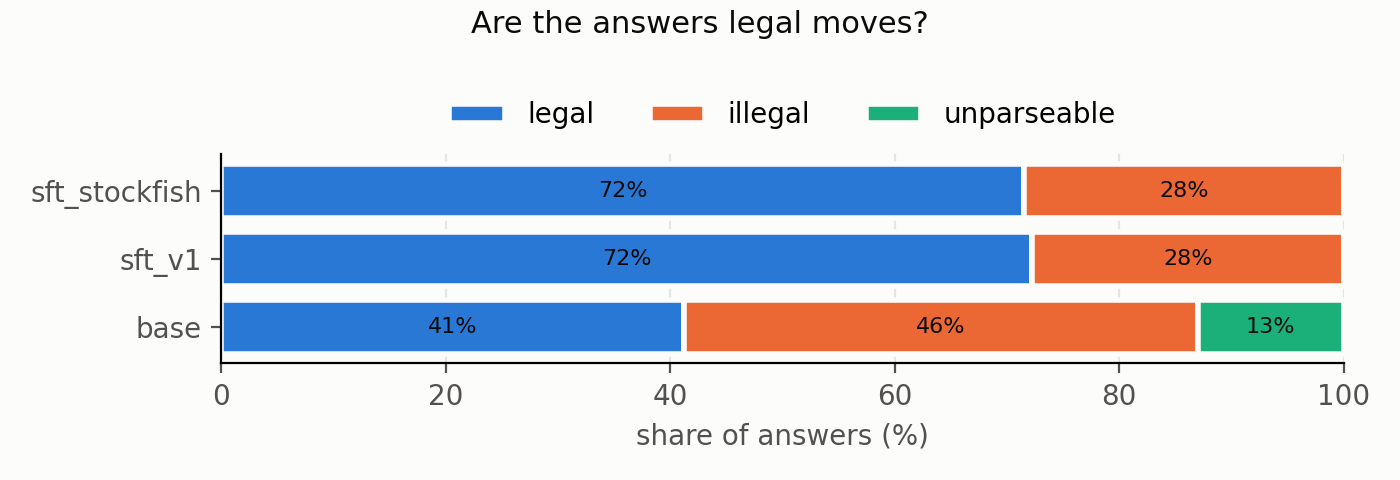 Are the answers legal moves?
legal illegal unparseable
sft_stockfish 72% 28%
sft_v1 72% 28%
base 41% 46% 13%
0 20 40 60 80 100
share of answers (%)